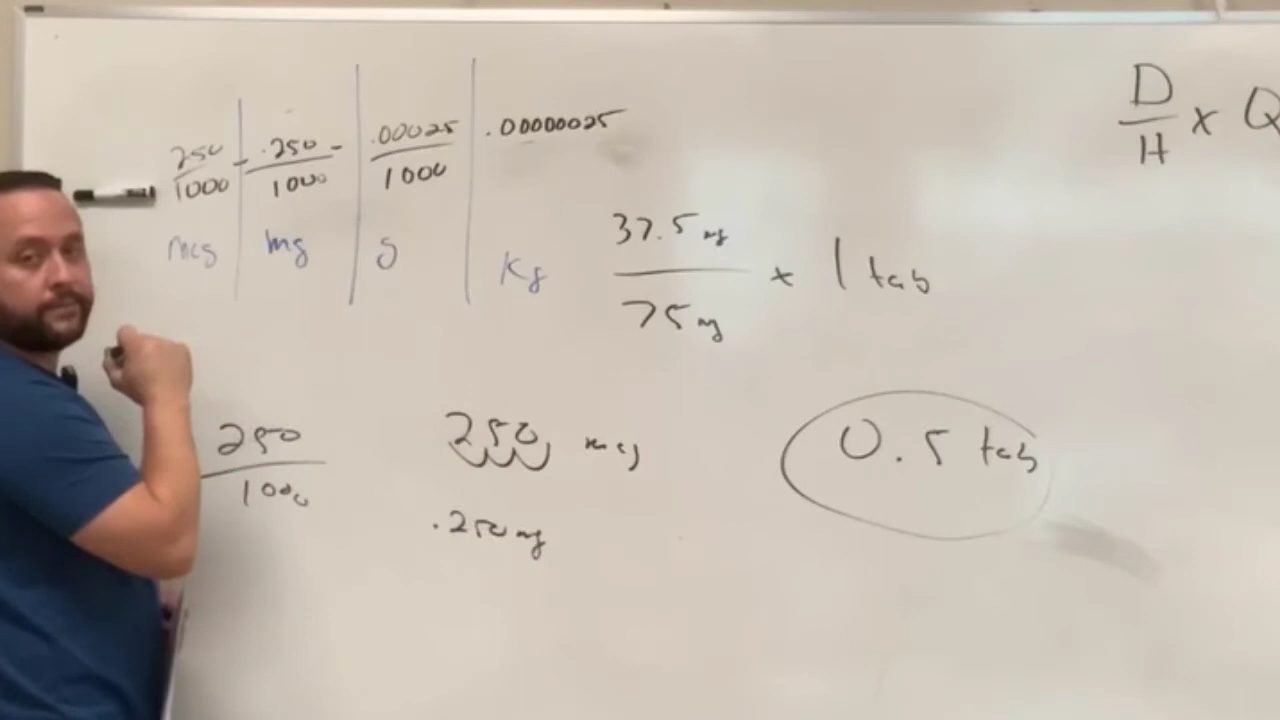 250/1000 - .250/1000 - .00025/1000 .00000025
mcg mg g Kg
D/H x Q
37.5 mg/75 mg x 1 tab
250/1000
250, mcg
.250 mg
0.5 tab